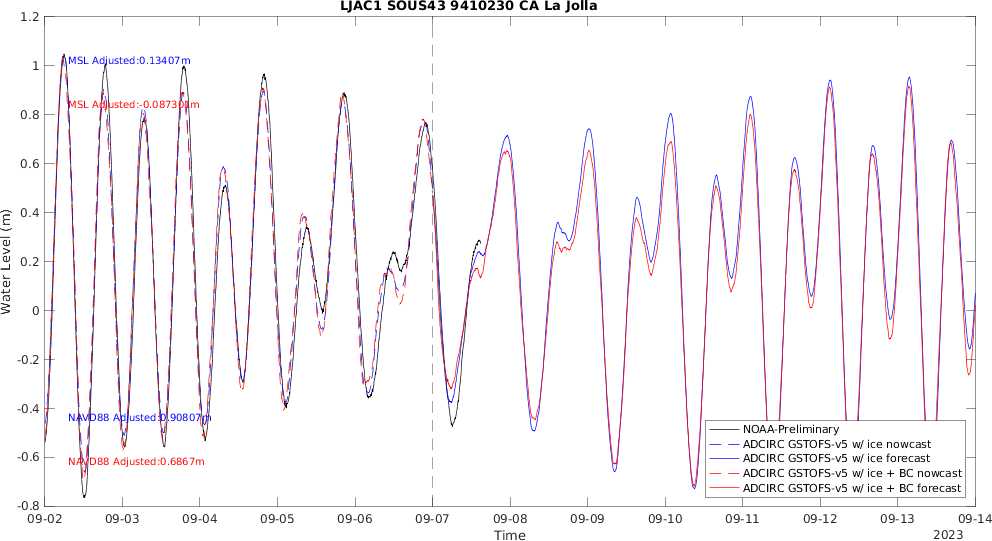 LJAC1 SOUS43 9410230 CA La Jolla
1.2
1
0.8
0.6
0.4
0.2
0
-0.2
-0.4
-0.6
-0.8
Water Level (m)
MSL Adjusted:0.13407m
MSL Adjusted:-0.087301m
NAVD88 Adjusted:0.90807m
NAVD88 Adjusted:0.6867m
NOAA-Preliminary
ADCIRC GSTOFS-v5 w/ ice nowcast
ADCIRC GSTOFS-v5 w/ ice forecast
ADCIRC GSTOFS-v5 w/ ice + BC nowcast
ADCIRC GSTOFS-v5 w/ ice + BC forecast
09-02 09-03 09-04 09-05 09-06 09-07 09-08 09-09 09-10 09-11 09-12 09-13 09-14
Time
2023